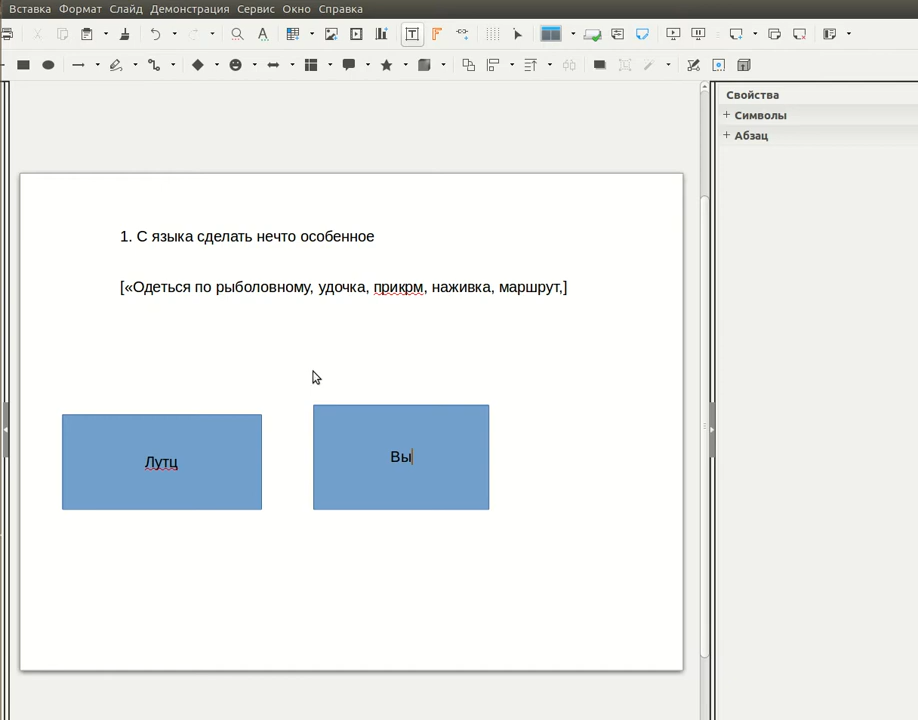 Вставка Формат Слайд Демонстрация Сервис Окно Справка
Свойства
Символы
Абзац
1. С языка сделать нечто особенное
[«Одеться по рыболовному, удочка, прикрм, наживка, маршрут,]
Лутц
Вы